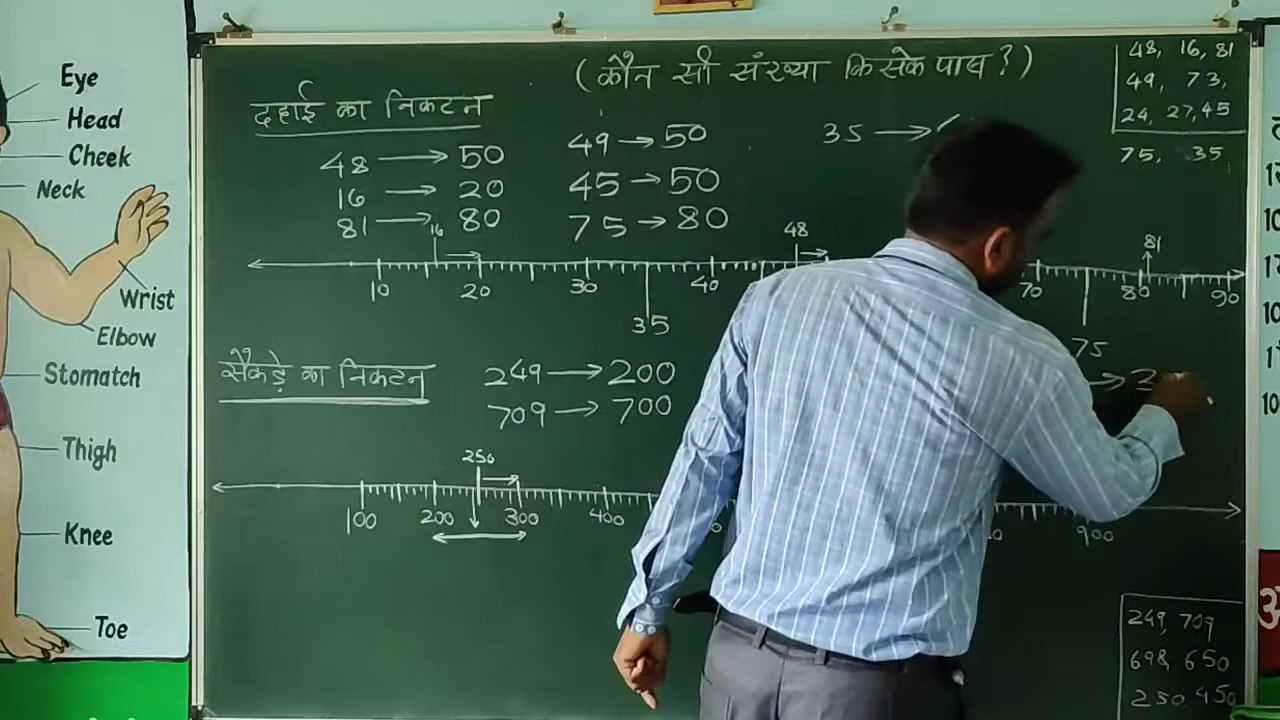 (कौन सी संख्या किसके पास ?)
दहाई का निकटन
48 → 50
16 → 20
81 → 80
49 → 50
45 → 50
75 → 80
35 →
48, 16, 81
49, 73,
24, 27, 45
75, 35
16
48
81
10 20 30 40 70 80 90
35
75
सैकड़े का निकटन
249 → 200
709 → 700
→ 2
250
100 200 300 400 900
249, 709
698, 650
250 450
Eye
Head
Cheek
Neck
Wrist
Elbow
Stomatch
Thigh
Knee
Toe